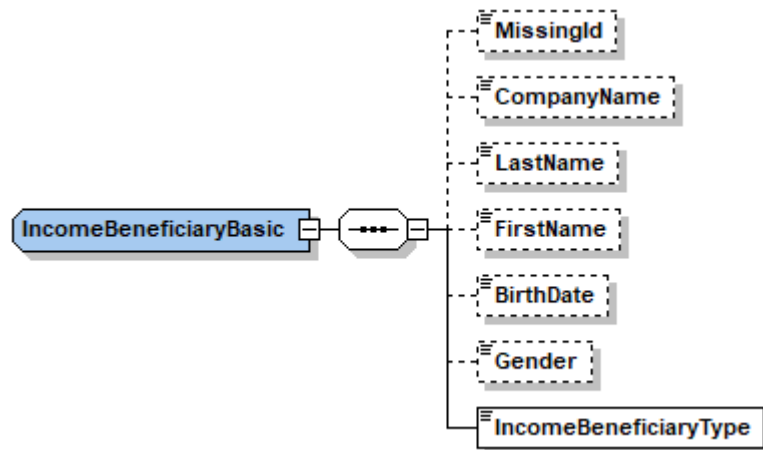 MissingId
CompanyName
LastName
IncomeBeneficiaryBasic
FirstName
BirthDate
Gender
IncomeBeneficiaryType